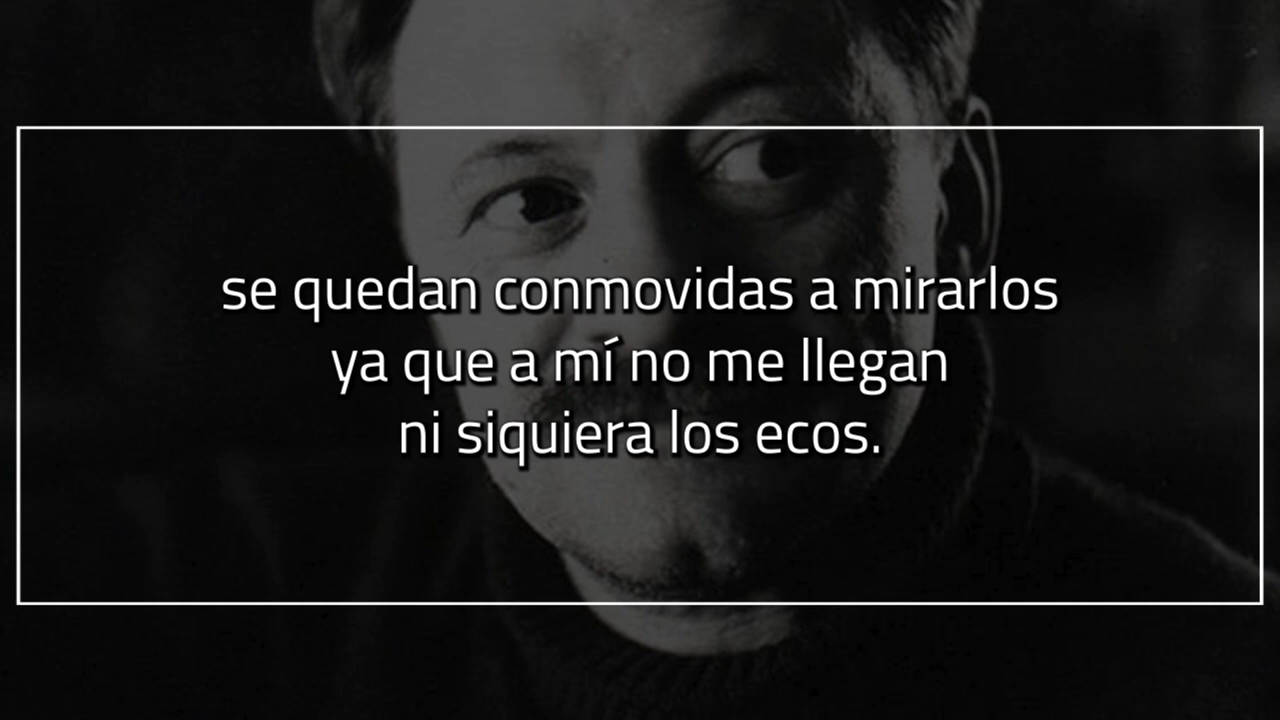 se quedan conmovidas a mirarlos
ya que a mí no me llegan
ni siquiera los ecos.